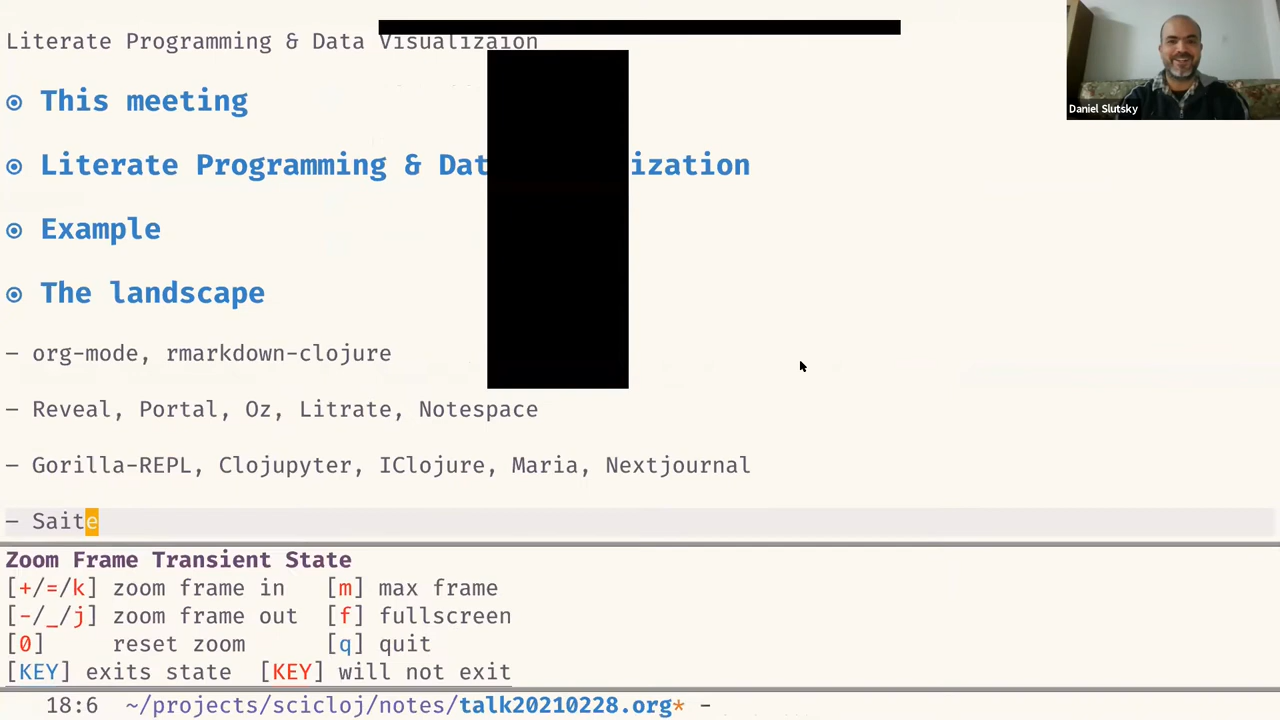 Literate Programming & Data Visualizaion
Daniel Slutsky
⊙ This meeting
⊙ Literate Programming & Dat ization
⊙ Example
⊙ The landscape
– org-mode, rmarkdown-clojure
– Reveal, Portal, Oz, Litrate, Notespace
– Gorilla-REPL, Clojupyter, IClojure, Maria, Nextjournal
– Saite
Zoom Frame Transient State
[+/=/k] zoom frame in [m] max frame
[-/_/j] zoom frame out [f] fullscreen
[0] reset zoom [q] quit
[KEY] exits state [KEY] will not exit
18:6 ~/projects/scicloj/notes/talk20210228.org* -